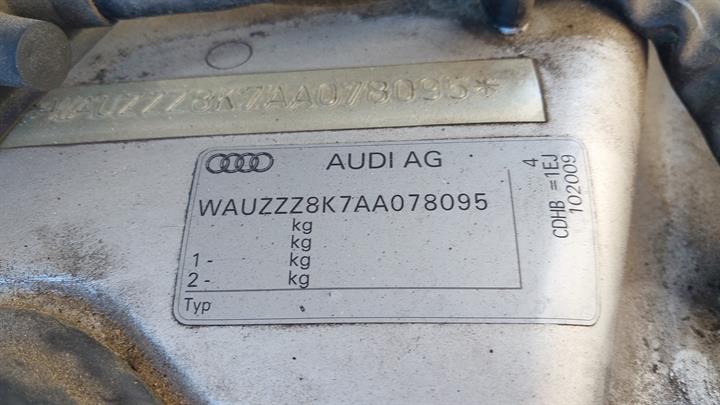 *WAUZZZ8K7AA078095*
AUDI AG
WAUZZZ8K7AA078095
kg
kg
1 - kg
2 - kg
Typ
4
CDHB =1EJ
102009